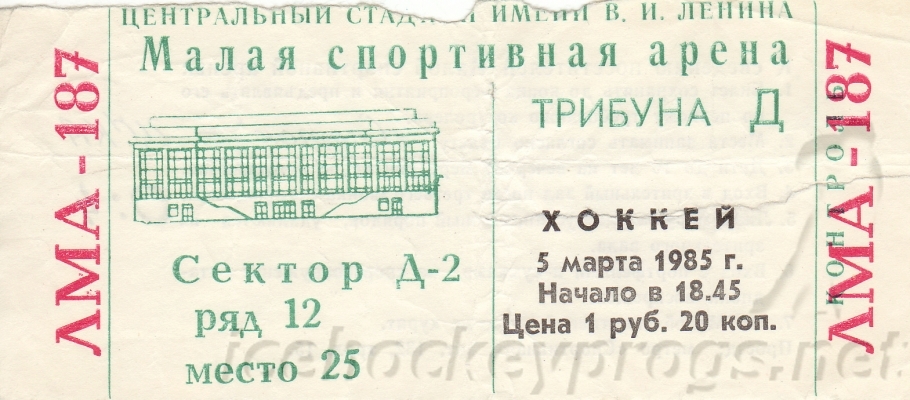 ЦЕНТРАЛЬНЫЙ СТАДИОН ИМЕНИ В. И. ЛЕНИНА
Малая спортивная арена
ТРИБУНА Д
ХОККЕЙ
5 марта 1985 г.
Начало в 18.45
Цена 1 руб. 20 коп.
Сектор Д-2
ряд 12
место 25
ЛМА-187
КОНТРОЛЬ
ЛМА-187
icehockeyprogs.net